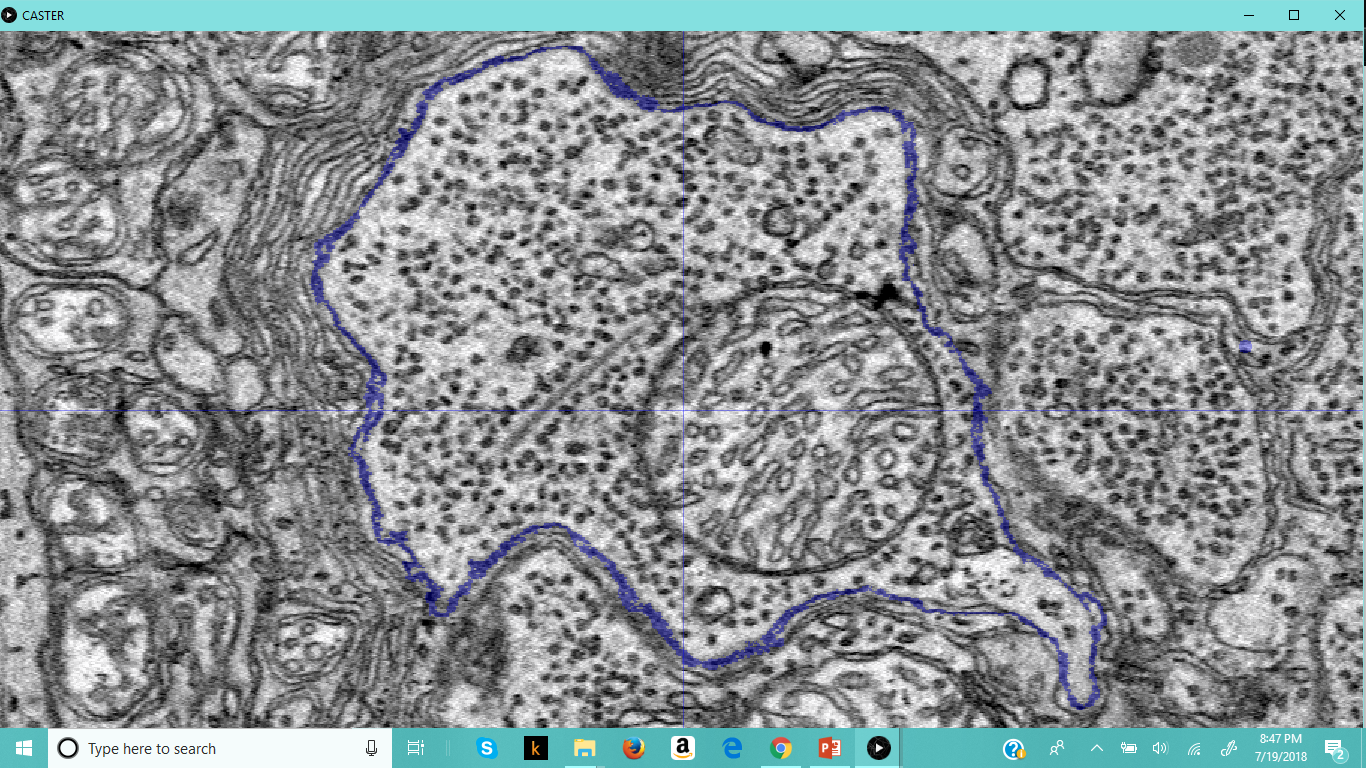 CASTER
Type here to search
8:47 PM
7/19/2018
2